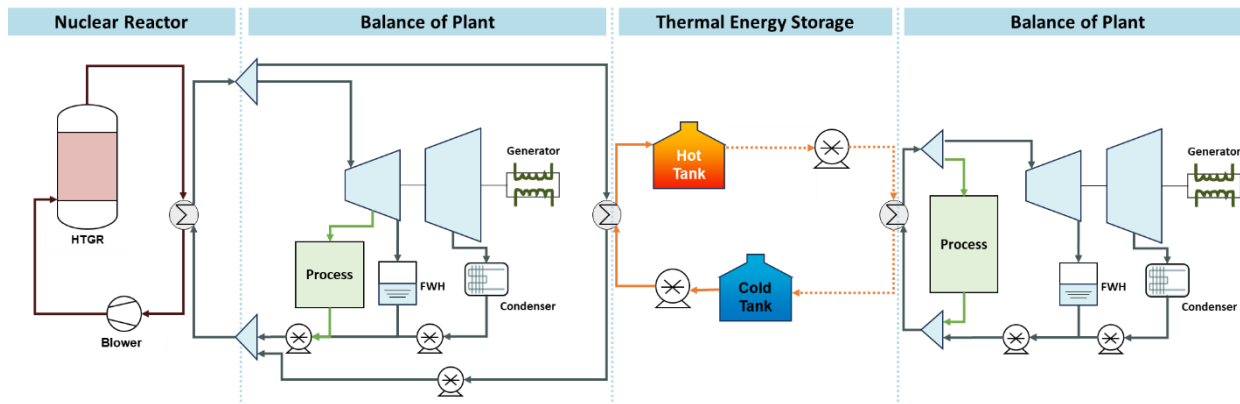 Nuclear Reactor
Balance of Plant
Thermal Energy Storage
Balance of Plant
HTGR
Blower
Process
FWH
Condenser
Generator
Hot
Tank
Cold
Tank
Process
FWH
Condenser
Generator